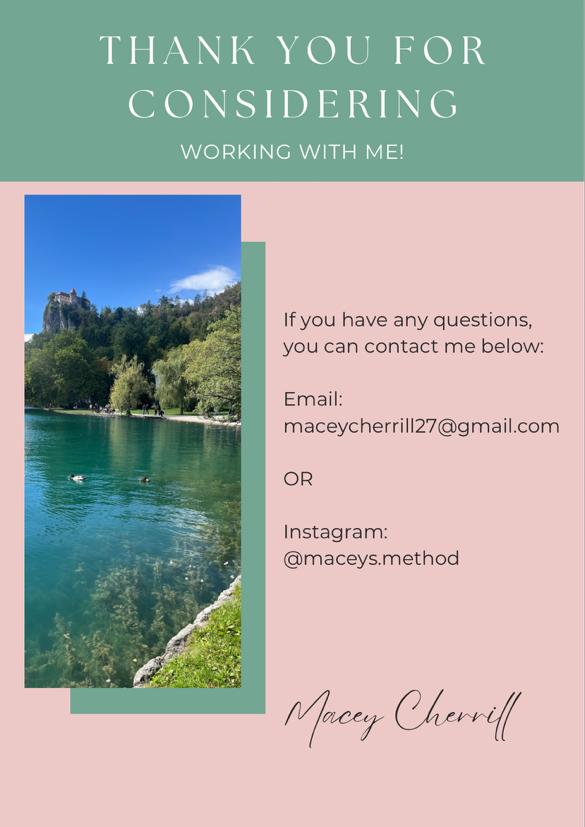 THANK YOU FOR
CONSIDERING
WORKING WITH ME!
If you have any questions,
you can contact me below:
Email:
maceycherrill27@gmail.com
OR
Instagram:
@maceys.method
Macey Cherrill